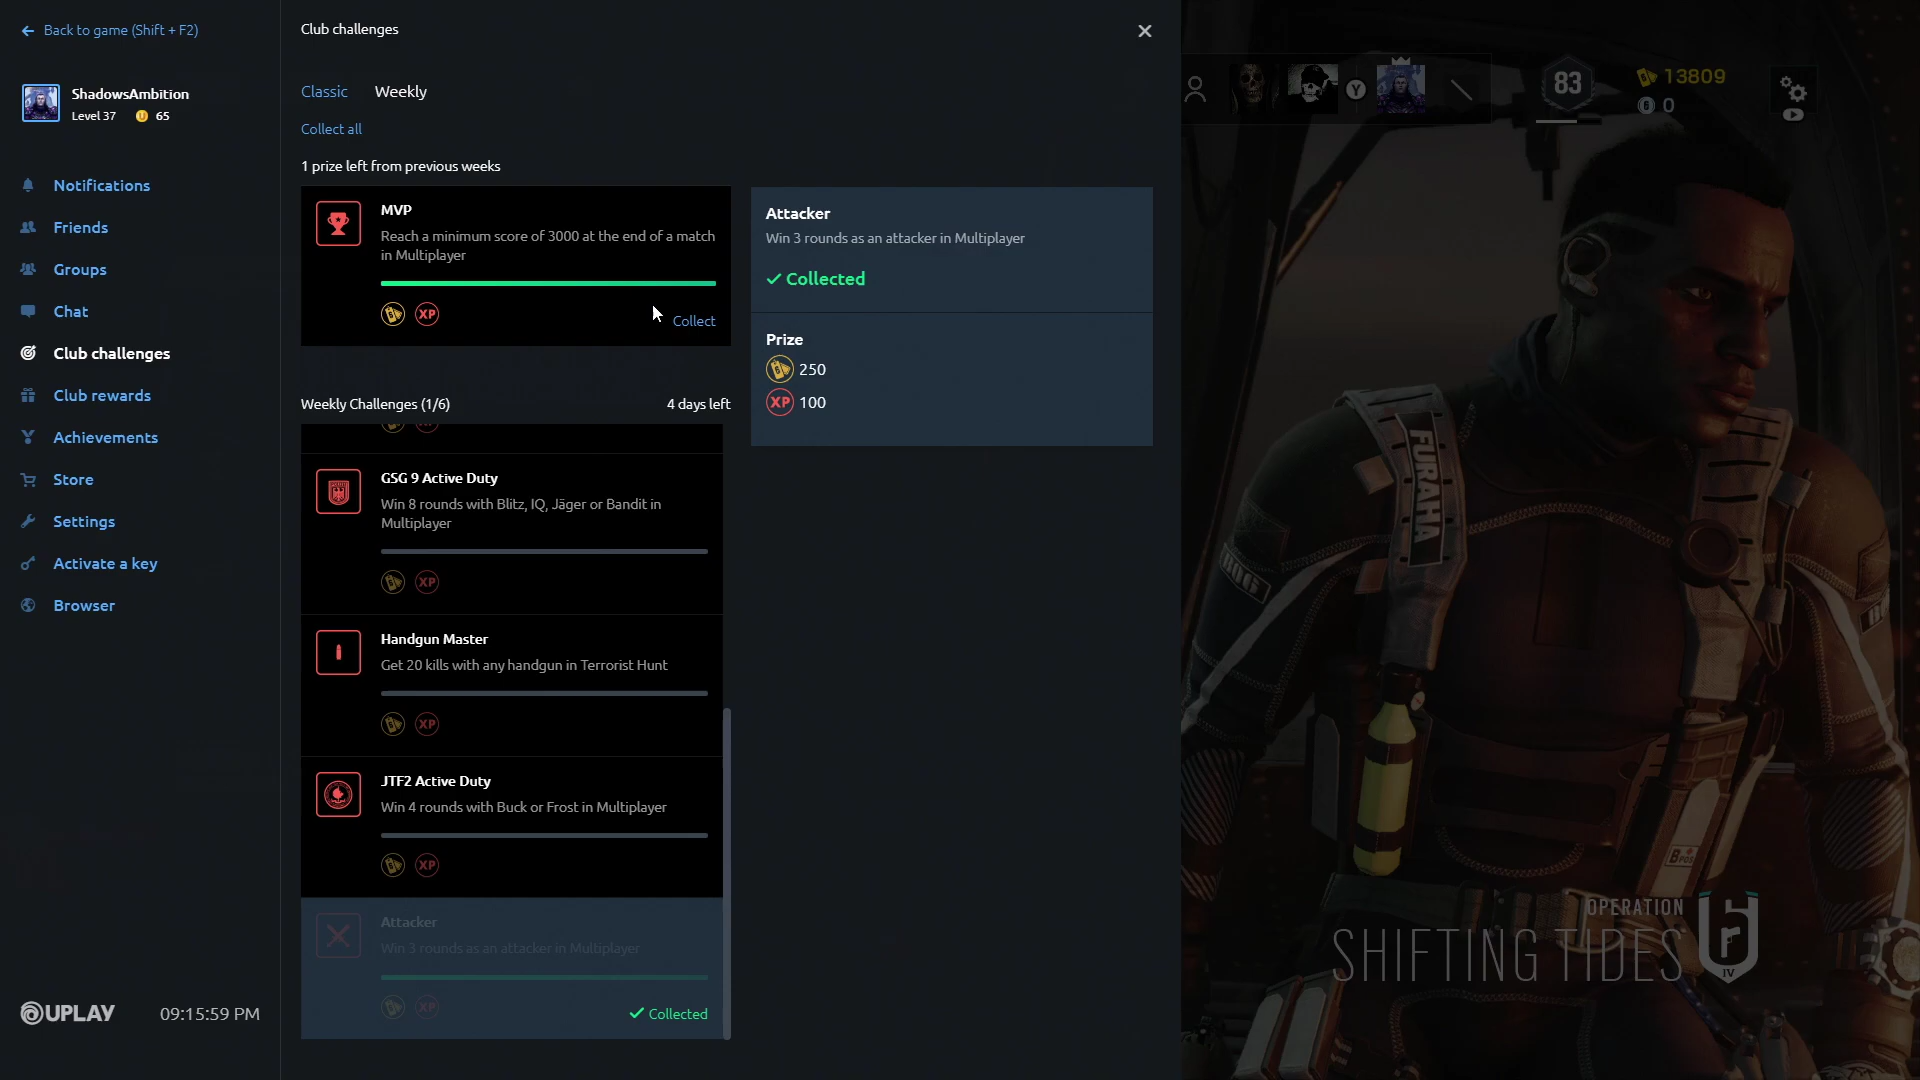 Back to game (Shift + F2)
ShadowsAmbition
Level 37 65
Notifications
Friends
Groups
Chat
Club challenges
Club rewards
Achievements
Store
Settings
Activate a key
Browser
UPLAY
09:15:59 PM
Club challenges
Classic Weekly
Collect all
1 prize left from previous weeks
MVP
Reach a minimum score of 3000 at the end of a match
in Multiplayer
XP
Collect
Weekly Challenges (1/6) 4 days left
GSG 9 Active Duty
Win 8 rounds with Blitz, IQ, Jäger or Bandit in
Multiplayer
XP
Handgun Master
Get 20 kills with any handgun in Terrorist Hunt
XP
JTF2 Active Duty
Win 4 rounds with Buck or Frost in Multiplayer
XP
Attacker
Win 3 rounds as an attacker in Multiplayer
XP
Collected
Attacker
Win 3 rounds as an attacker in Multiplayer
Collected
Prize
250
XP 100
Y
83
13809
0
FURAHA
B POS
OPERATION
SHIFTING TIDES
IV